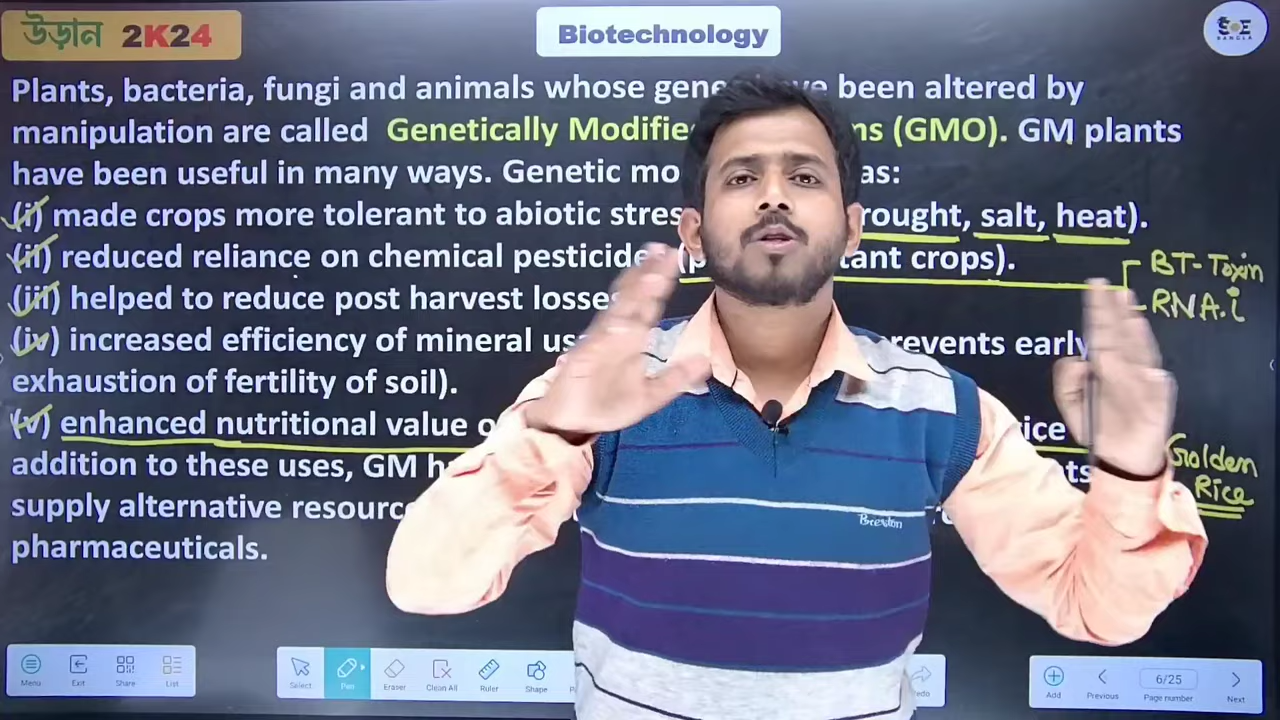 উড়ান 2K24
Biotechnology
SOE
BANGLA
Plants, bacteria, fungi and animals whose gene ve been altered by
manipulation are called Genetically Modifie ns (GMO). GM plants
have been useful in many ways. Genetic mo as:
(i) made crops more tolerant to abiotic stres rought, salt, heat).
(ii) reduced reliance on chemical pesticide (p tant crops).
BT-Toxin
RNA.i
(iii) helped to reduce post harvest losse
(iv) increased efficiency of mineral us revents early
exhaustion of fertility of soil).
(v) enhanced nutritional value o ice
Golden
Rice
addition to these uses, GM h ts
supply alternative resourc
pharmaceuticals.
Breston
Menu Exit Share List
Select Pen Eraser Clean All Ruler Shape
Add Previous 6/25 Next
Page number